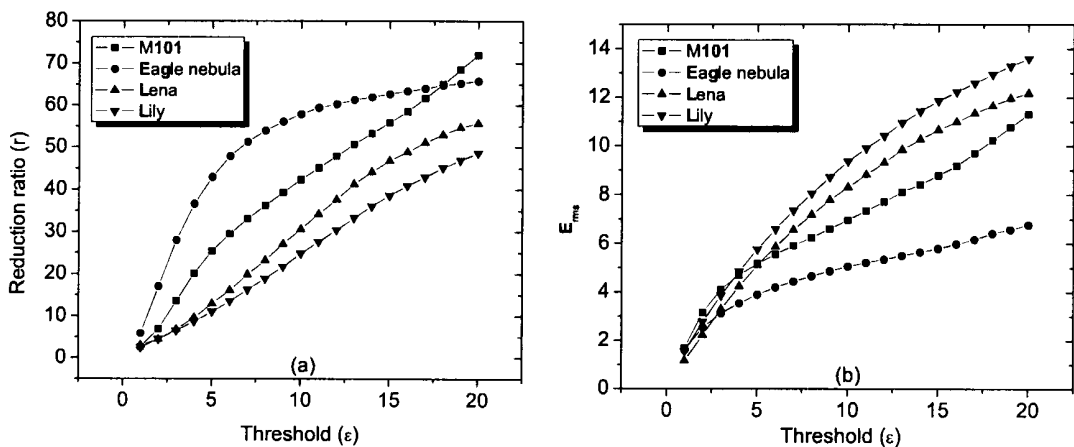 80
70
60
50
40
30
20
10
0
Reduction ratio (r)
M101
Eagle nebula
Lena
Lily
(a)
0 5 10 15 20
Threshold (ε)
14
12
10
8
6
4
2
0
E_rms
M101
Eagle nebula
Lena
Lily
(b)
0 5 10 15 20
Threshold (ε)